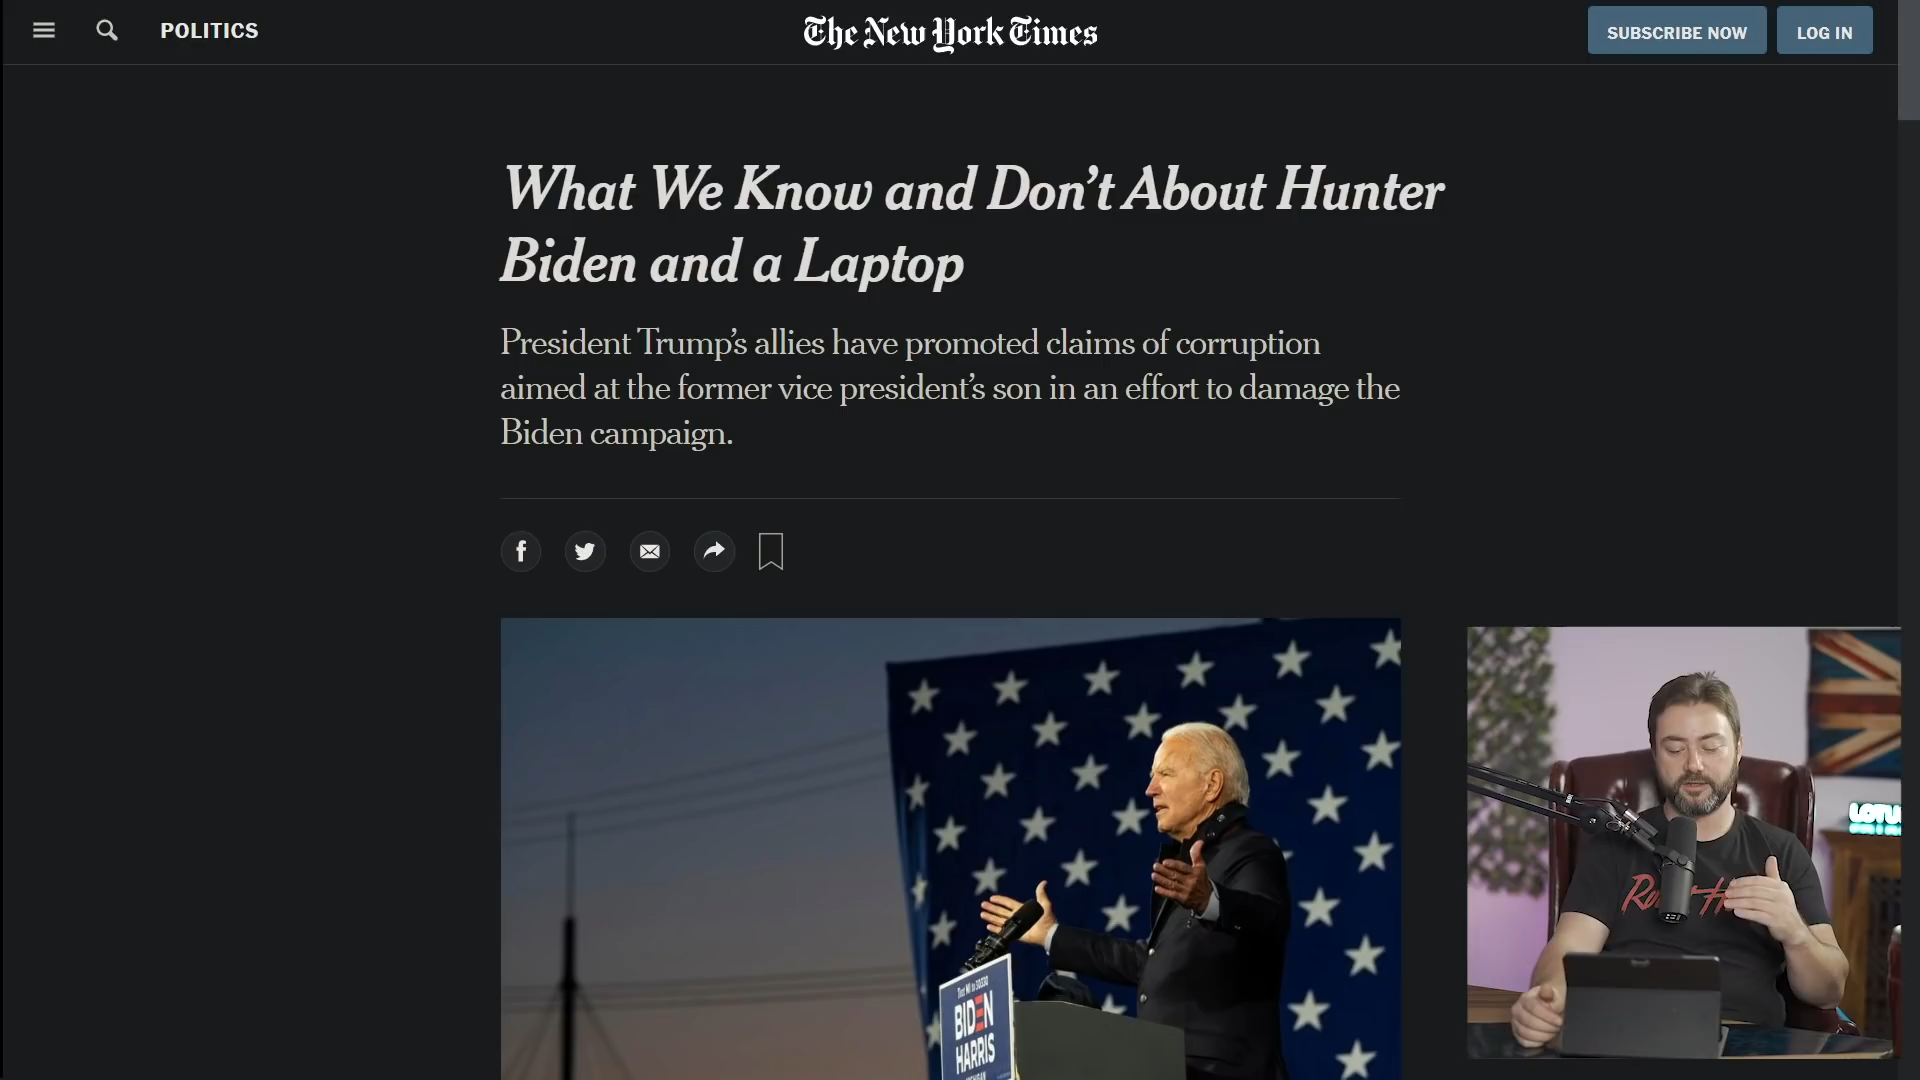 POLITICS
The New York Times
SUBSCRIBE NOW
LOG IN
What We Know and Don't About Hunter
Biden and a Laptop
President Trump's allies have promoted claims of corruption
aimed at the former vice president's son in an effort to damage the
Biden campaign.
BIDEN
HARRIS